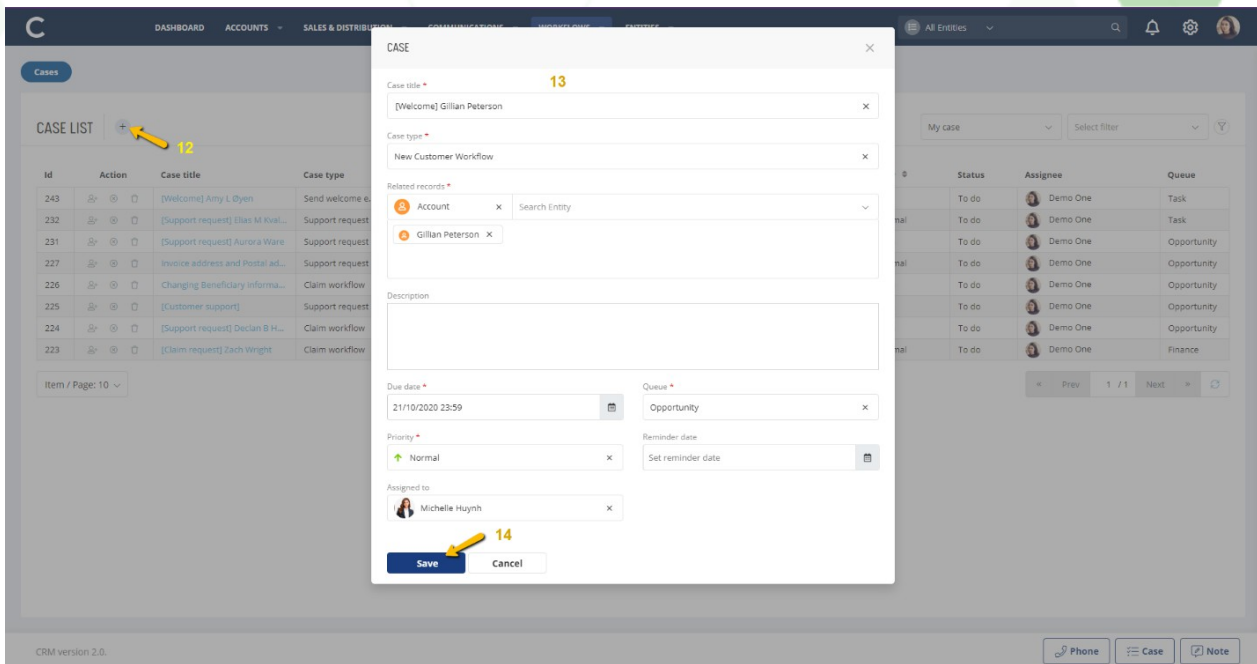 DASHBOARD ACCOUNTS SALES & DISTRIBUTION COMMUNICATIONS WORKFLOWS ENTITIES All Entities
CASE
Cases
Case title *
13
[Welcome] Gillian Peterson
CASE LIST
12
My case Select filter
Case type *
New Customer Workflow
Id Action Case title Case type Status Assignee Queue
Related records *
243 [Welcome] Amy L Øyen Send welcome e. To do Demo One Task
Account Search Entity
232 [Support request] Elias M Kval... Support request To do Demo One Task
Gillian Peterson
231 [Support request] Aurora Ware Support request To do Demo One Opportunity
227 Invoice address and Postal ad... Support request To do Demo One Opportunity
226 Changing Beneficiary Informa... Claim workflow To do Demo One Opportunity
Description
225 [Customer support] Support request To do Demo One Opportunity
224 [Support request] Declan B H... Claim workflow To do Demo One Opportunity
223 [Claim request] Zach Wright Claim workflow To do Demo One Finance
Item / Page: 10 Prev 1 / 1 Next
Due date * Queue *
21/10/2020 23:59 Opportunity
Priority * Reminder date
Normal Set reminder date
Assigned to
Michelle Huynh
14
Save Cancel
CRM version 2.0. Phone Case Note